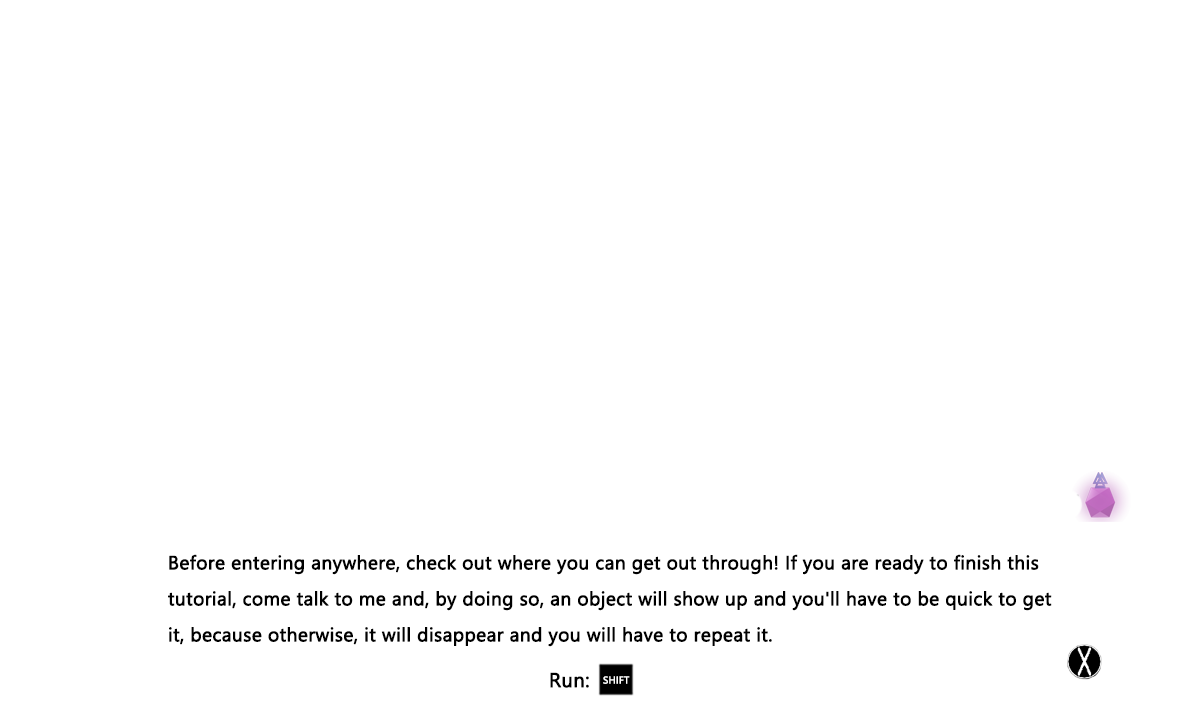 Before entering anywhere, check out where you can get out through! If you are ready to finish this
tutorial, come talk to me and, by doing so, an object will show up and you'll have to be quick to get
it, because otherwise, it will disappear and you will have to repeat it.
Run: SHIFT
X